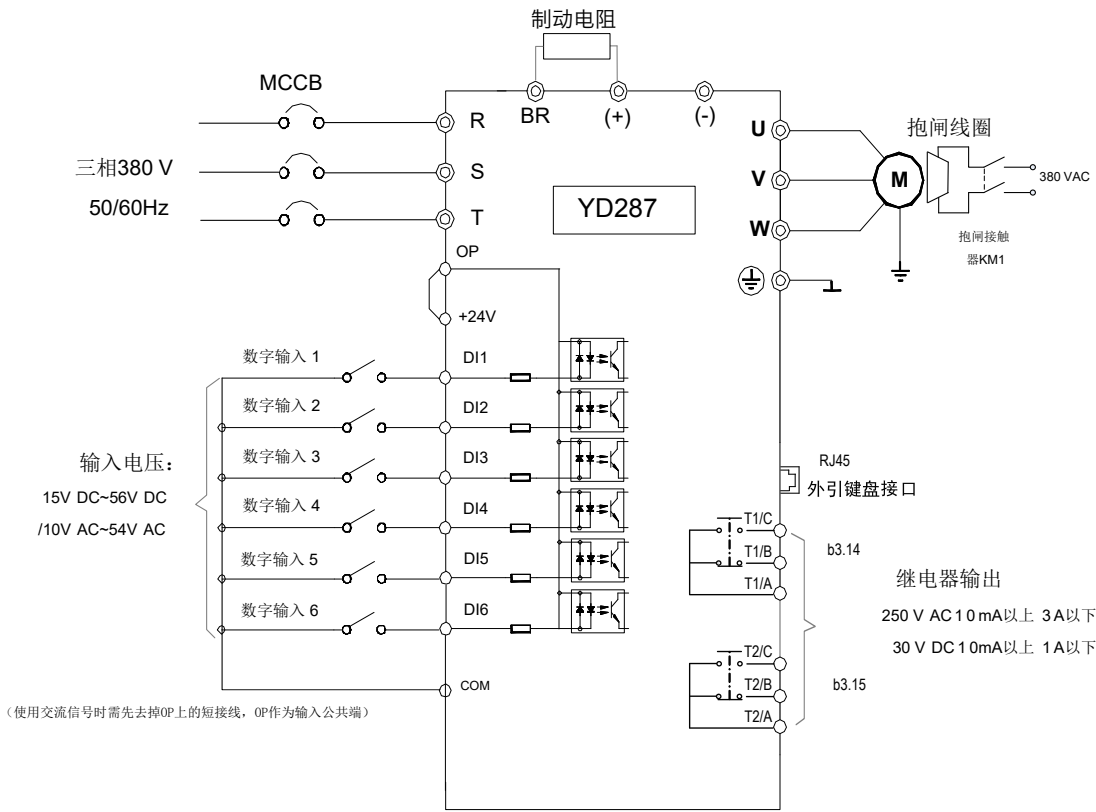 制动电阻
MCCB
BR
(+)
(-)
R
S
T
三相380 V
50/60Hz
YD287
U
V
W
M
抱闸线圈
380 VAC
抱闸接触
器KM1
OP
+24V
数字输入 1
DI1
数字输入 2
DI2
数字输入 3
DI3
数字输入 4
DI4
数字输入 5
DI5
数字输入 6
DI6
输入电压：
15V DC~56V DC
/10V AC~54V AC
COM
（使用交流信号时需先去掉OP上的短接线，OP作为输入公共端）
RJ45
外引键盘接口
T1/C
T1/B
T1/A
b3.14
继电器输出
250 V AC10mA以上 3A以下
30 V DC10mA以上 1A以下
T2/C
T2/B
T2/A
b3.15